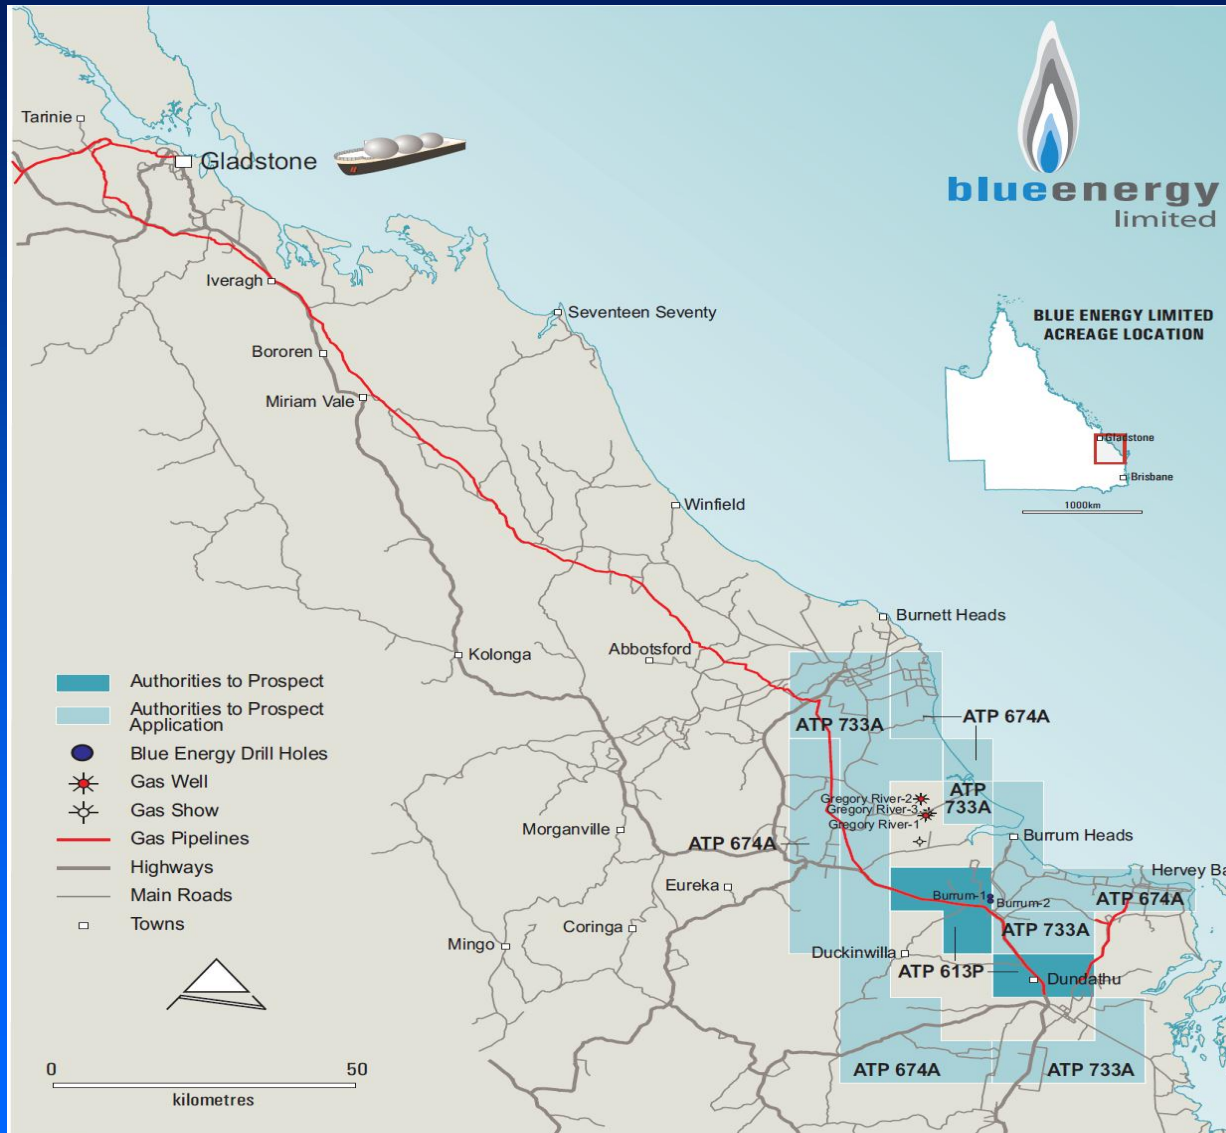 Tarinie
Gladstone
blueenergy
limited
Iveragh
Seventeen Seventy
BLUE ENERGY LIMITED
ACREAGE LOCATION
Bororen
Miriam Vale
Gladstone
Brisbane
1000km
Winfield
Burnett Heads
Kolonga
Abbotsford
Authorities to Prospect
Authorities to Prospect
Application
Blue Energy Drill Holes
Gas Well
Gas Show
Gas Pipelines
Highways
Main Roads
Towns
ATP 733A
ATP 674A
ATP
733A
Gregory River-2
Gregory River-3
Gregory River-1
Morganville
ATP 674A
Burrum Heads
Eureka
Hervey Ba
Burrum-1
Burrum-2
ATP 674A
Coringa
ATP 733A
Mingo
Duckinwilla
ATP 613P
Dundathu
0
50
kilometres
ATP 674A
ATP 733A